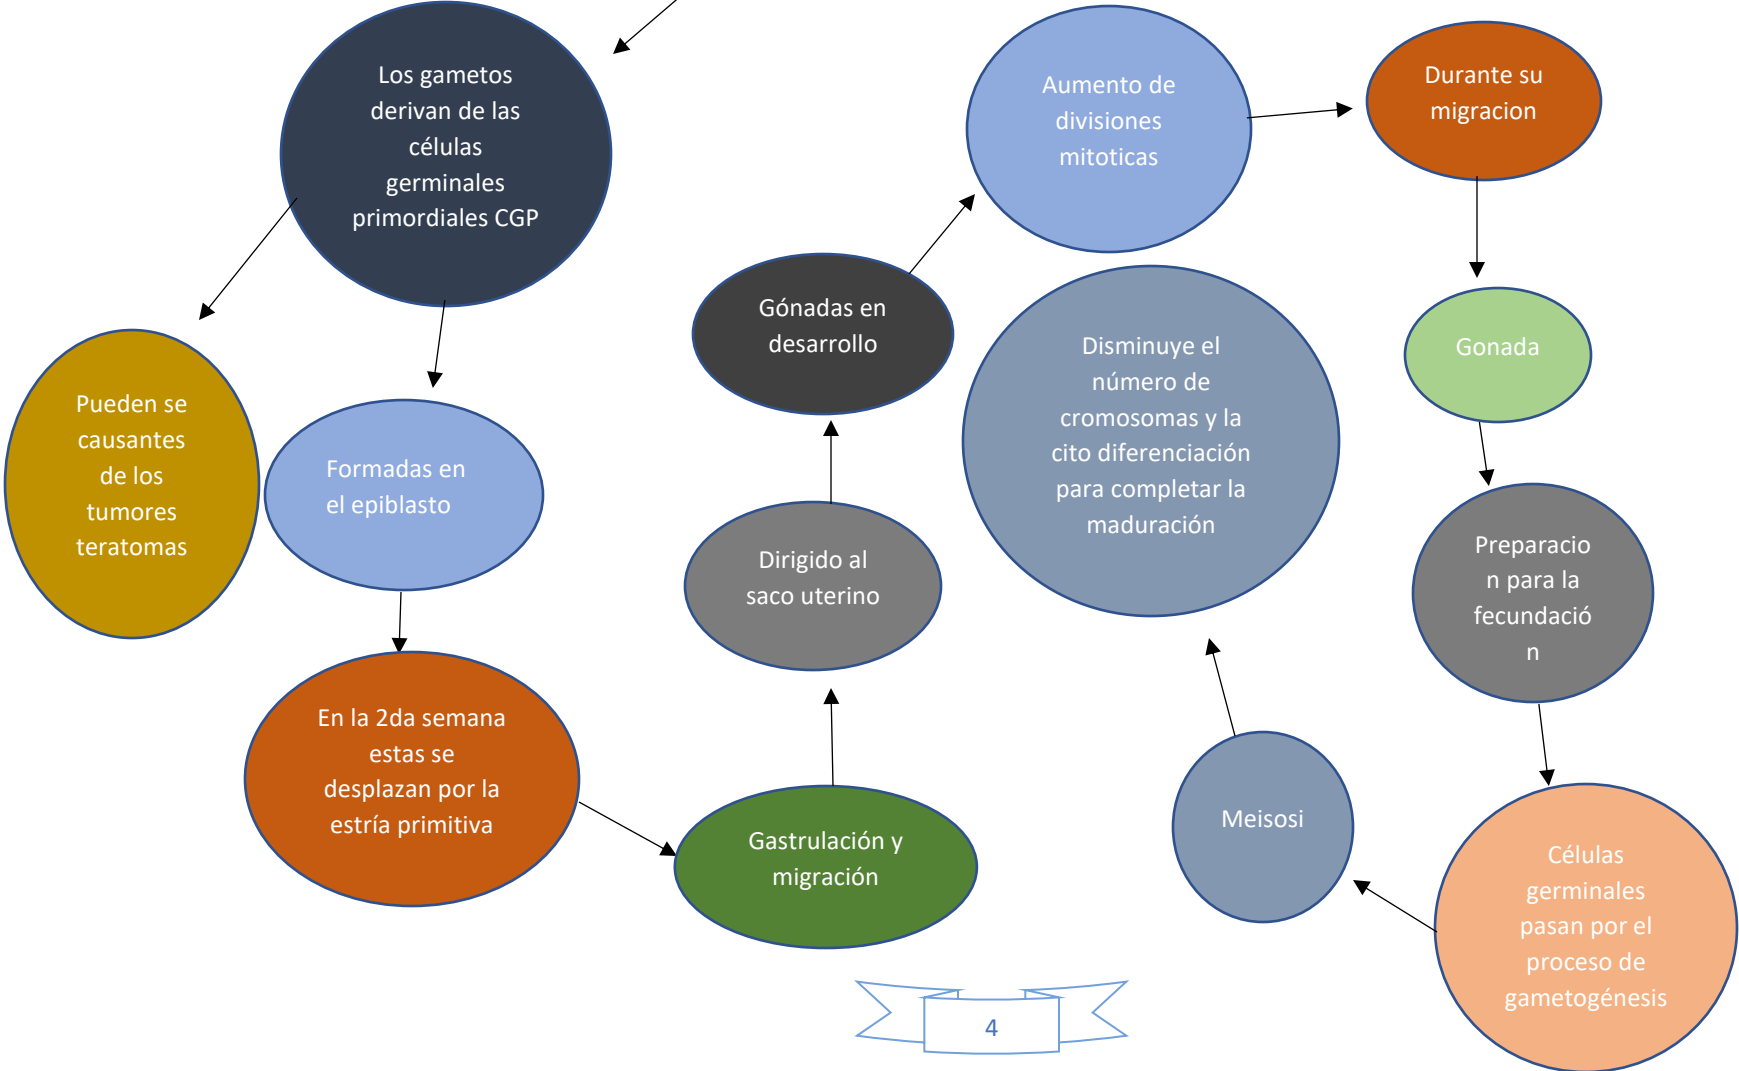 Los gametos
derivan de las
células
germinales
primordiales CGP
Pueden se
causantes
de los
tumores
teratomas
Formadas en
el epiblasto
En la 2da semana
estas se
desplazan por la
estría primitiva
Gastrulación y
migración
Dirigido al
saco uterino
Gónadas en
desarrollo
Aumento de
divisiones
mitoticas
Durante su
migracion
Gonada
Preparacio
n para la
fecundació
n
Células
germinales
pasan por el
proceso de
gametogénesis
Meisosi
Disminuye el
número de
cromosomas y la
cito diferenciación
para completar la
maduración
4